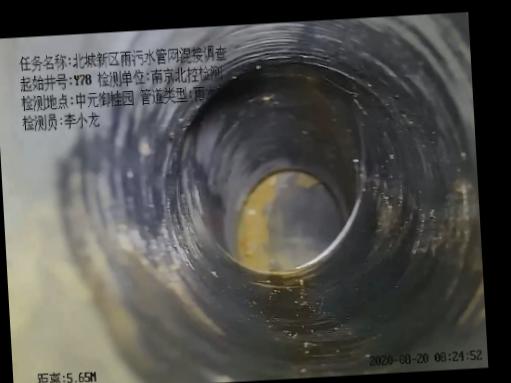 任务名称:北城新区雨污水管网混接调查
起始井号:Y78 检测单位:南京北控检测
检测地点:中元御桂园 管道类型:雨
检测员:李小龙
2020-08-20 08:24:52
距离:5.65M